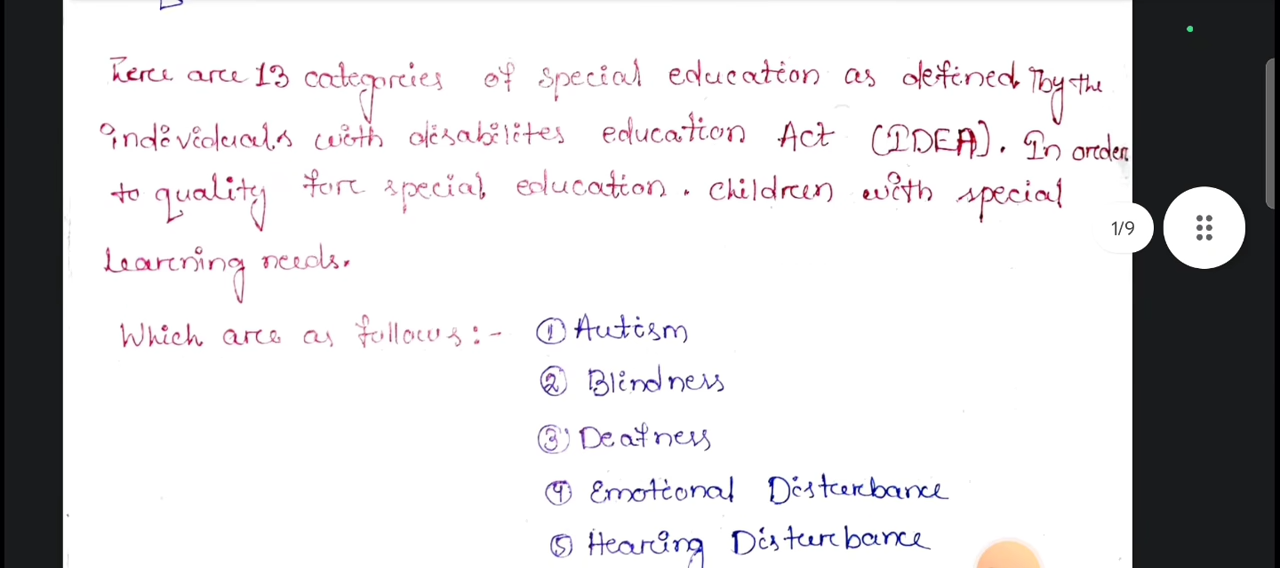 There are 13 categories of special education as defined by the
individuals with disabilites education Act (IDEA). In order
to quality for special education. children with special
Learning needs.
Which are as follows:- ① Autism
② Blindness
③ Deafness
④ Emotional Disturbance
⑤ Hearing Disturbance
1/9